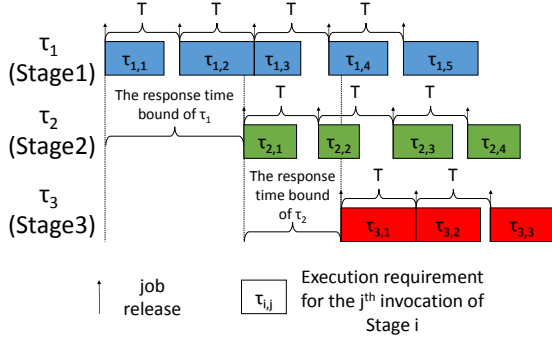 T T T T
τ1
(Stage1)
τ1,1 τ1,2 τ1,3 τ1,4 τ1,5
The response time
bound of τ1
T T T
τ2
(Stage2)
τ2,1 τ2,2 τ2,3 τ2,4
The response
time bound
of τ2
T T
τ3
(Stage3)
τ3,1 τ3,2 τ3,3
job
release
τi,j
Execution requirement
for the jth invocation of
Stage i